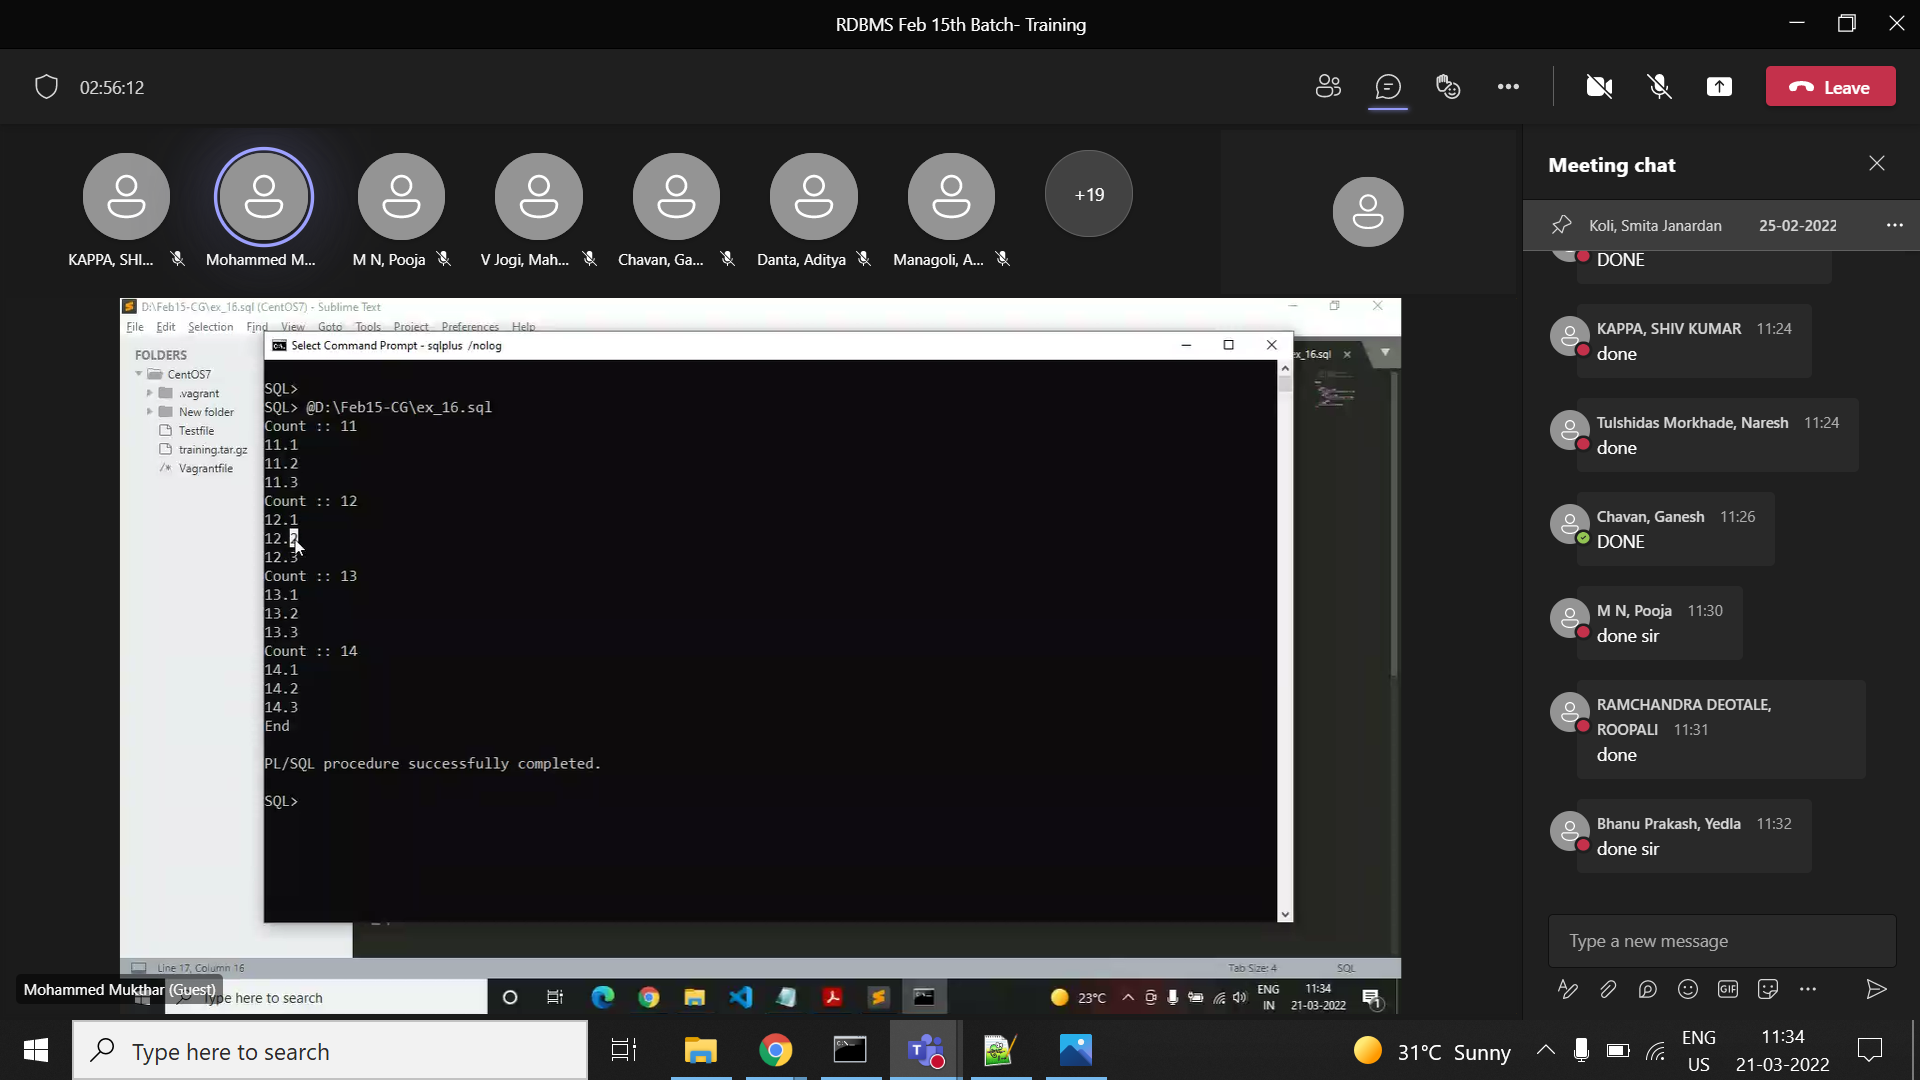 RDBMS Feb 15th Batch- Training
02:56:12
Leave
KAPPA, SHI...
Mohammed M...
M N, Pooja
V Jogi, Mah...
Chavan, Ga...
Danta, Aditya
Managoli, A...
+19
Meeting chat
Koli, Smita Janardan 25-02-2022
DONE
KAPPA, SHIV KUMAR 11:24
done
Tulshidas Morkhade, Naresh 11:24
done
Chavan, Ganesh 11:26
DONE
M N, Pooja 11:30
done sir
RAMCHANDRA DEOTALE,
ROOPALI 11:31
done
Bhanu Prakash, Yedla 11:32
done sir
Type a new message
GIF
D:\Feb15-CG\ex_16.sql (CentOS7) - Sublime Text
File Edit Selection Find View Goto Tools Project Preferences Help
FOLDERS
CentOS7
.vagrant
New folder
Testfile
training.tar.gz
Vagrantfile
ex_16.sql
Select Command Prompt - sqlplus /nolog
SQL>
SQL> @D:\Feb15-CG\ex_16.sql
Count :: 11
11.1
11.2
11.3
Count :: 12
12.1
12.2
12.3
Count :: 13
13.1
13.2
13.3
Count :: 14
14.1
14.2
14.3
End
PL/SQL procedure successfully completed.
SQL>
Line 17, Column 16
Tab Size: 4
SQL
Mohammed Mukthar (Guest)
Type here to search
23°C
ENG
IN
11:34
21-03-2022
1
Type here to search
31°C Sunny
ENG
US
11:34
21-03-2022